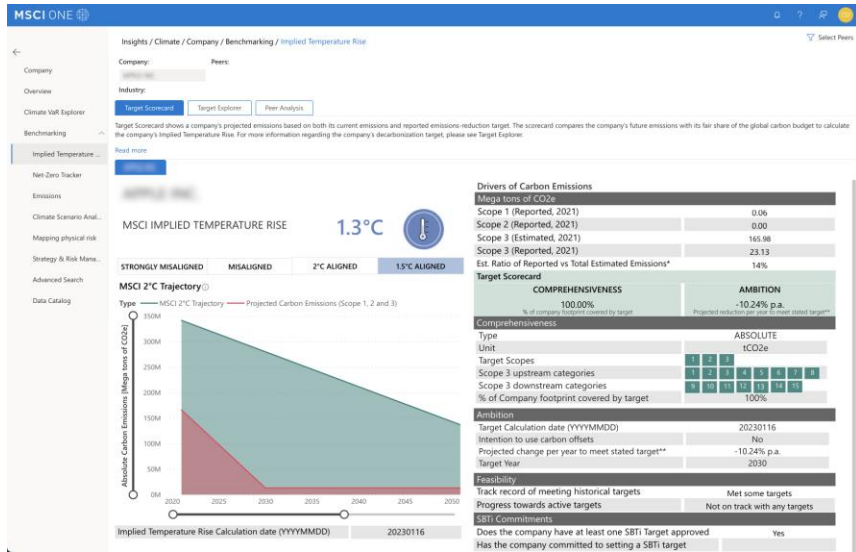 MSCI ONE
Select Peers
Insights / Climate / Company / Benchmarking / Implied Temperature Rise
Company: Peers:
Industry:
Company
Overview
Climate VaR Explorer
Benchmarking
Implied Temperature ...
Net-Zero Tracker
Emissions
Climate Scenario Anal...
Mapping physical risk
Strategy & Risk Mana...
Advanced Search
Data Catalog
Target Scorecard Target Explorer Peer Analysis
Target Scorecard shows a company's projected emissions based on both its current emissions and reported emissions-reduction target. The scorecard compares the company's future emissions with its fair share of the global carbon budget to calculate
the company's Implied Temperature Rise. For more information regarding the company's decarbonization target, please see Target Explorer.
Read more
APPLE INC.
MSCI IMPLIED TEMPERATURE RISE 1.3°C
STRONGLY MISALIGNED MISALIGNED 2°C ALIGNED 1.5°C ALIGNED
MSCI 2°C Trajectory
Type MSCI 2°C Trajectory Projected Carbon Emissions (Scope 1, 2 and 3)
Absolute Carbon Emissions [Mega tons of CO2e]
350M
300M
250M
200M
150M
100M
50M
0M
2020 2025 2030 2035 2040 2045 2050
Implied Temperature Rise Calculation date (YYYYMMDD) 20230116
Drivers of Carbon Emissions
Mega tons of CO2e
Scope 1 (Reported, 2021) 0.06
Scope 2 (Reported, 2021) 0.00
Scope 3 (Estimated, 2021) 165.98
Scope 3 (Reported, 2021) 23.13
Est. Ratio of Reported vs Total Estimated Emissions* 14%
Target Scorecard
COMPREHENSIVENESS AMBITION
100.00% -10.24% p.a.
% of company footprint covered by target Projected reduction per year to meet stated target**
Comprehensiveness
Type ABSOLUTE
Unit tCO2e
Target Scopes 1 2 3
Scope 3 upstream categories 1 2 3 4 5 6 7 8
Scope 3 downstream categories 9 10 11 12 13 14 15
% of Company footprint covered by target 100%
Ambition
Target Calculation date (YYYYMMDD) 20230116
Intention to use carbon offsets No
Projected change per year to meet stated target** -10.24% p.a.
Target Year 2030
Feasibility
Track record of meeting historical targets Met some targets
Progress towards active targets Not on track with any targets
SBTi Commitments
Does the company have at least one SBTi Target approved Yes
Has the company committed to setting a SBTi target